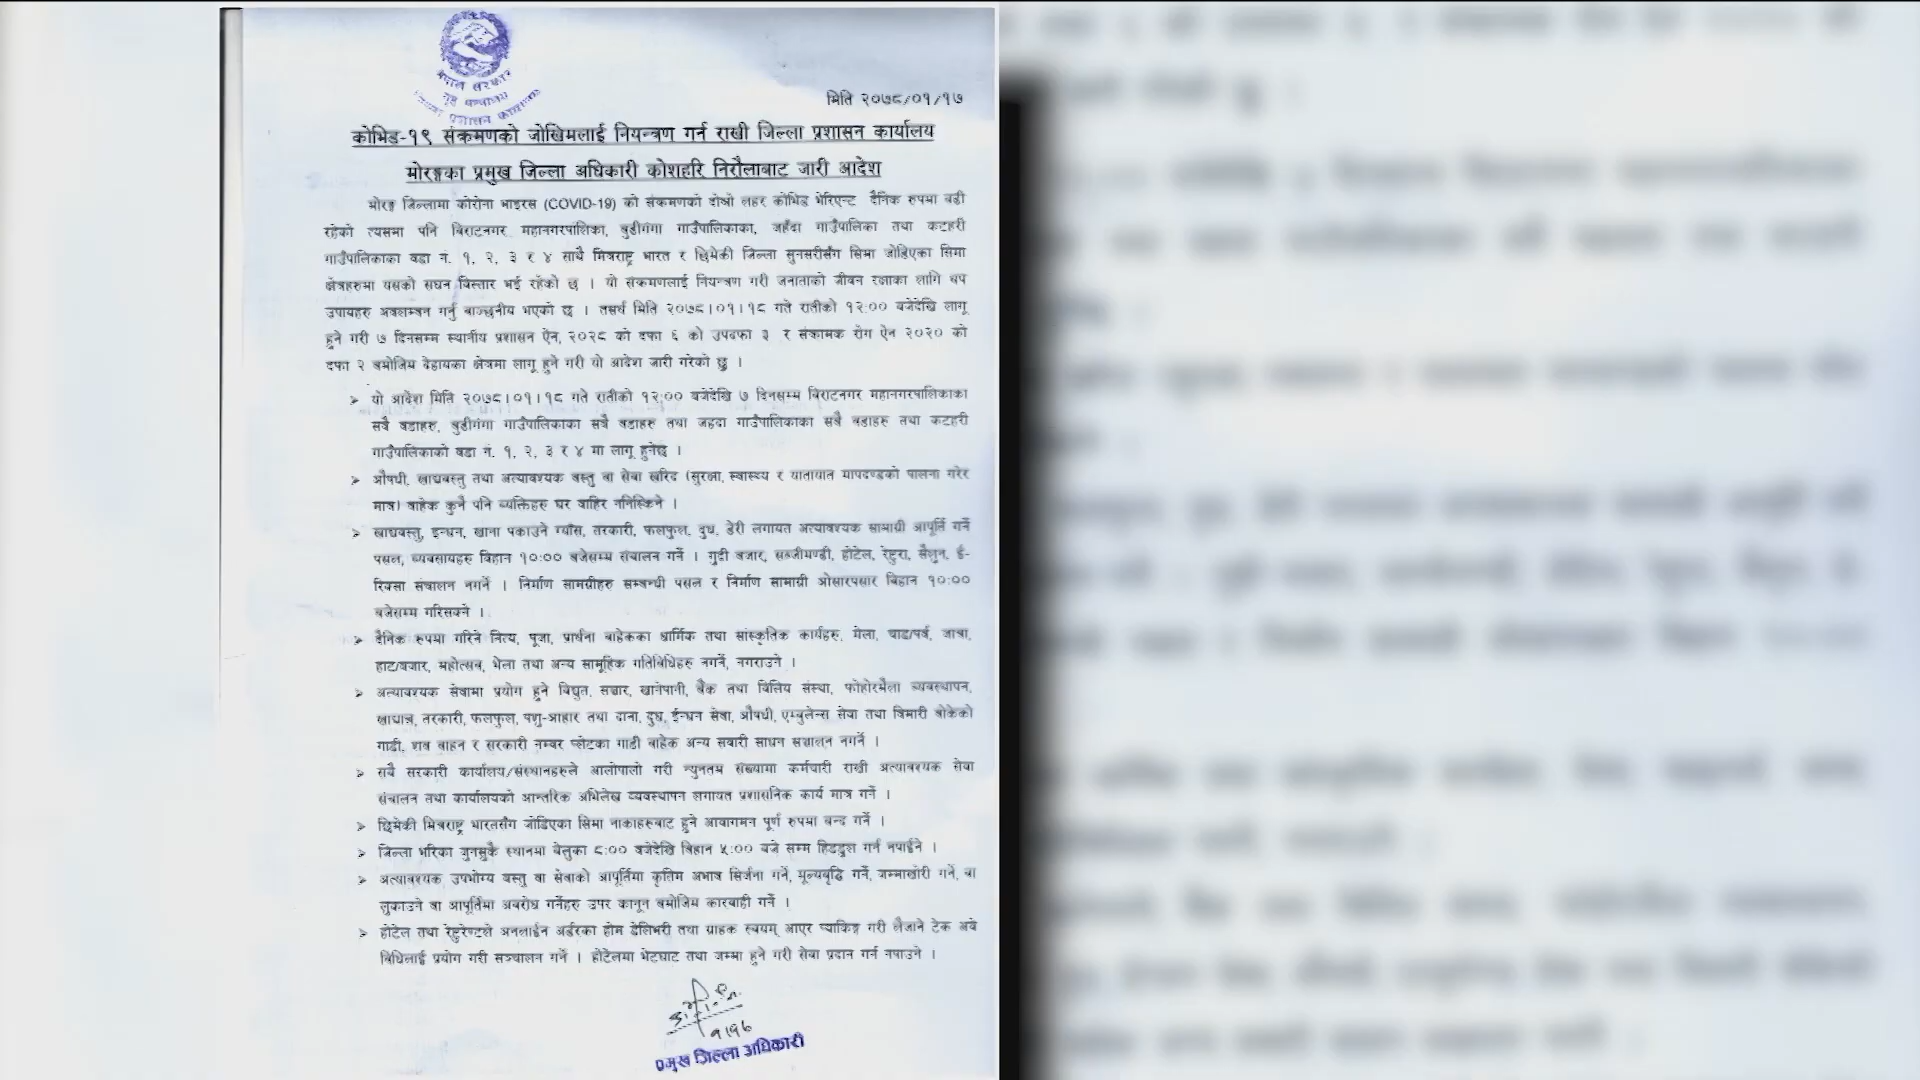 नेपाल सरकार
गृह मन्त्रालय
जिल्ला प्रशासन कार्यालय
मिति २०७८/०१/१७
कोभिड-१९ संक्रमणको जोखिमलाई नियन्त्रण गर्न राखी जिल्ला प्रशासन कार्यालय
मोरङ्गका प्रमुख जिल्ला अधिकारी कोशहरि निरौलाबाट जारी आदेश
मोरङ्ग जिल्लामा कोरोना भाइरस (COVID-19) को संक्रमणको दोस्रो लहर कोभिड भेरिएन्ट दैनिक रुपमा बढी
रहेको त्यसमा पनि बिराटनगर महानगरपालिका, बुडीगंगा गाउँपालिकाका, जहँदा गाउँपालिका तथा कटहरी
गाउँपालिकाका वडा नं. १, २, ३ र ४ साथै मित्रराष्ट्र भारत र छिमेकी जिल्ला सुनसरीसँग सिमा जोडिएका सिमा
क्षेत्रहरुमा यसको सघन विस्तार भई रहेको छ । यो संक्रमणलाई नियन्त्रण गरी जनाताको जीवन रक्षाका लागि थप
उपायहरु अवलम्बन गर्नु बाञ्छनीय भएको छ । तसर्थ मिति २०७८।०१।१८ गते रातीको १२:०० बजेदेखि लागू
हुने गरी ७ दिनसम्म स्थानीय प्रशासन ऐन, २०२८ को दफा ६ को उपदफा ३ र संक्रामक रोग ऐन २०२० को
दफा २ बमोजिम देहायका क्षेत्रमा लागू हुने गरी यो आदेश जारी गरेको छु ।
➢ यो आदेश मिति २०७८।०१।१८ गते रातीको १२:०० बजेदेखि ७ दिनसम्म बिराटनगर महानगरपालिकाका
सबै वडाहरु, बुडीगंगा गाउँपालिकाका सबै वडाहरु तथा जहदा गाउँपालिकाका सबै वडाहरु तथा कटहरी
गाउँपालिकाको वडा नं. १, २, ३ र ४ मा लागू हुनेछ ।
➢ औषधी, खाद्यवस्तु तथा अत्यावश्यक वस्तु वा सेवा खरिद (सुरक्षा, स्वास्थ्य र यातायात मापदण्डको पालना गरेर
मात्र) बाहेक कुनै पनि व्यक्तिहरु घर बाहिर ननिस्किने ।
➢ खाद्यवस्तु, इन्धन, खाना पकाउने ग्याँस, तरकारी, फलफुल, दुध, डेरी लगायत अत्यावश्यक सामाग्री आपूर्ति गर्ने
पसल, व्यबसायहरु बिहान १०:०० बजेसम्म संचालन गर्ने । गुद्री बजार, सब्जीमण्डी, होटेल, रेष्टुरा, सैलुन, ई-
रिक्सा संचालन नगर्ने । निर्माण सामग्रीहरु सम्बन्धी पसल र निर्माण सामाग्री ओसारपसार बिहान १०:००
बजेसम्म गरिसक्ने ।
➢ दैनिक रुपमा गरिने नित्य, पूजा, प्रार्थना बाहेकका धार्मिक तथा सांस्कृतिक कार्यहरु, मेला, चाड/पर्व, जात्रा,
हाट/बजार, महोत्सब, भेला तथा अन्य सामूहिक गतिबिधिहरु नगर्ने, नगराउने ।
➢ अत्यावश्यक सेवामा प्रयोग हुने बिद्युत, सञ्चार, खानेपानी, बैंक तथा वित्तिय संस्था, फोहोरमैला व्यवस्थापन,
खाद्यान्न, तरकारी, फलफुल, पशु-आहार तथा दाना, दुध, ईन्धन सेवा, औषधी, एम्बुलेन्स सेवा तथा विमारी बोकेको
गाडी, शव बाहन र सरकारी नम्बर प्लेटका गाडी बाहेक अन्य सवारी साधन सञ्चालन नगर्ने ।
➢ सबै सरकारी कार्यालय/संस्थानहरुले आलोपालो गरी न्युनतम संख्यामा कर्मचारी राखी अत्यावश्यक सेवा
संचालन तथा कार्यालयको आन्तरिक अभिलेख व्यवस्थापन लगायत प्रशासनिक कार्य मात्र गर्ने ।
➢ छिमेकी मित्रराष्ट्र भारतसँग जोडिएका सिमा नाकाहरुबाट हुने आवागमन पूर्ण रुपमा बन्द गर्ने ।
➢ जिल्ला भरिका जुनसुकै स्थानमा बेलुका ८:०० बजेदेखि बिहान ५:०० बजे सम्म हिडडुल गर्न नपाईने ।
➢ अत्यावश्यक उपभोग्य वस्तु वा सेवाको आपूर्तिमा कृतिम अभाव सिर्जना गर्ने, मूल्यबृद्धि गर्ने, जम्माखोरी गर्ने, वा
लुकाउने वा आपूर्तिमा अबरोध गर्नेहरु उपर कानून बमोजिम कारबाही गर्ने ।
➢ होटेल तथा रेष्टुरेण्टले अनलाईन अर्डरका होम डेलिभरी तथा ग्राहक स्वयम् आएर प्याकिङ्ग गरी लैजाने टेक अवे
बिधिलाई प्रयोग गरी सञ्चालन गर्ने । होटेलमा भेटघाट तथा जम्मा हुने गरी सेवा प्रदान गर्न नपाउने ।
प्रमुख जिल्ला अधिकारी